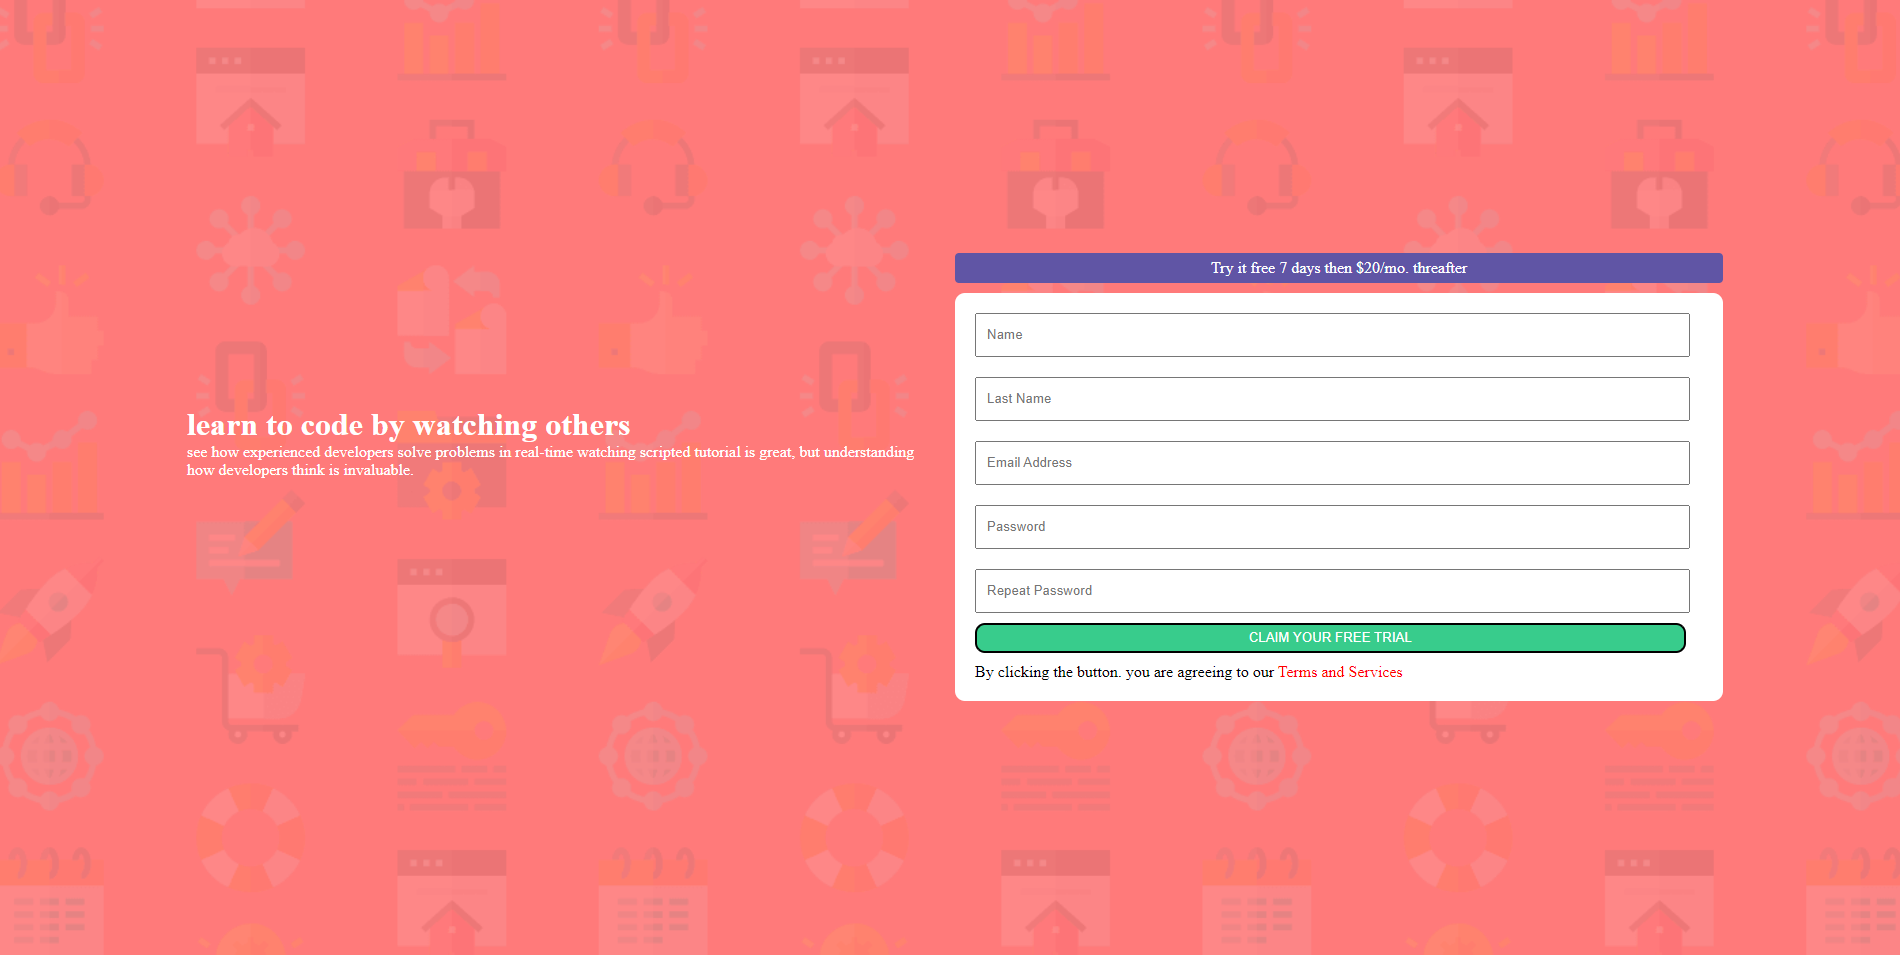 learn to code by watching others
see how experienced developers solve problems in real-time watching scripted tutorial is great, but understanding
how developers think is invaluable.
Try it free 7 days then $20/mo. threafter
Name
Last Name
Email Address
Password
Repeat Password
CLAIM YOUR FREE TRIAL
By clicking the button. you are agreeing to our Terms and Services